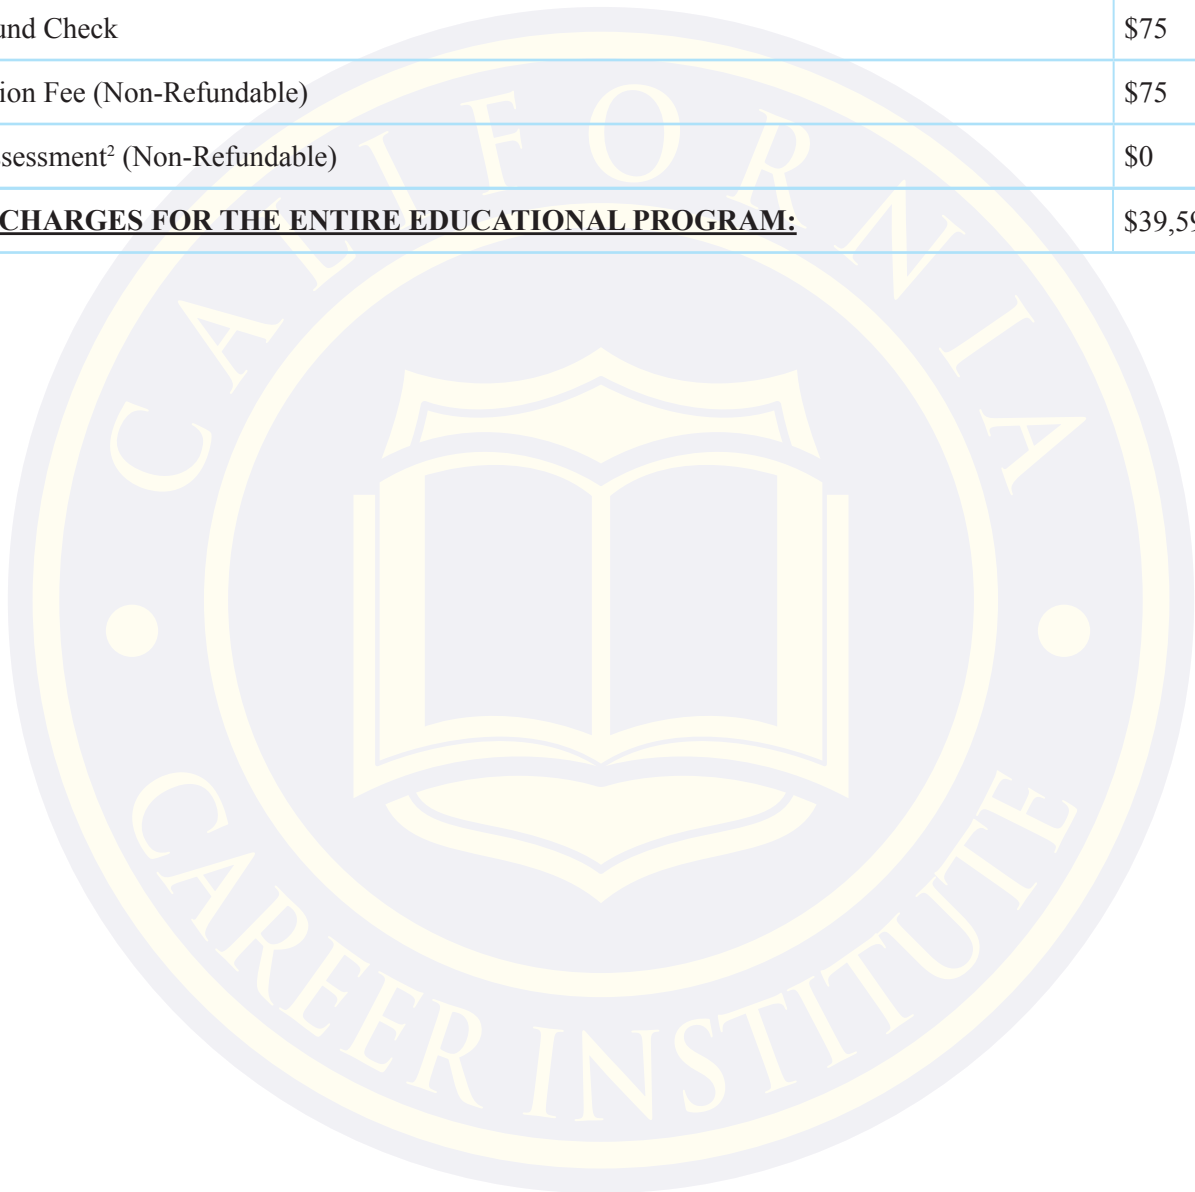 und Check $75
ion Fee (Non-Refundable) $75
sessment² (Non-Refundable) $0
CHARGES FOR THE ENTIRE EDUCATIONAL PROGRAM: $39,59
CALIFORNIA
CAREER INSTITUTE